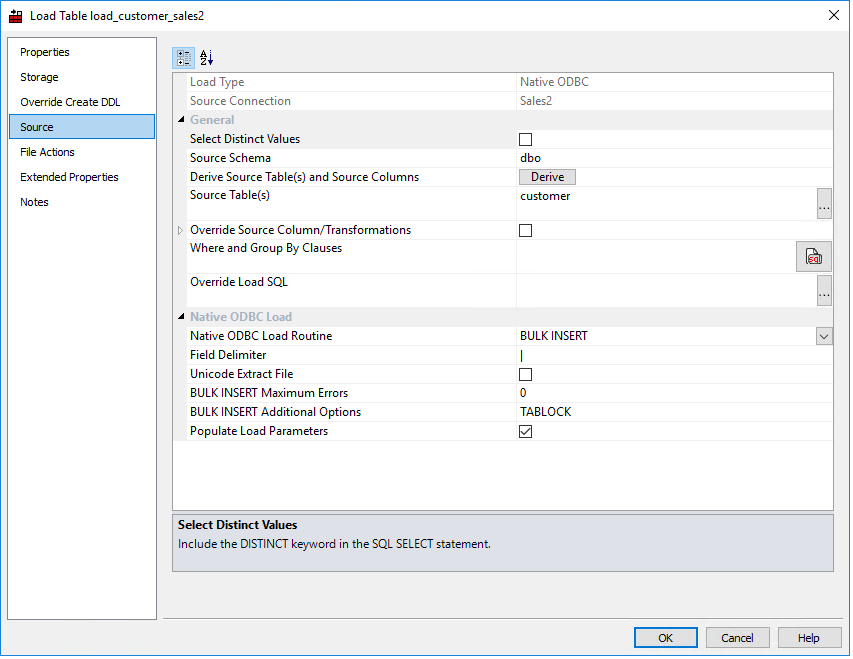 Load Table load_customer_sales2
Properties
Storage
Override Create DDL
Source
File Actions
Extended Properties
Notes
Load Type Native ODBC
Source Connection Sales2
General
Select Distinct Values
Source Schema dbo
Derive Source Table(s) and Source Columns Derive
Source Table(s) customer
...
Override Source Column/Transformations
Where and Group By Clauses
Override Load SQL
...
Native ODBC Load
Native ODBC Load Routine BULK INSERT
Field Delimiter |
Unicode Extract File
BULK INSERT Maximum Errors 0
BULK INSERT Additional Options TABLOCK
Populate Load Parameters
Select Distinct Values
Include the DISTINCT keyword in the SQL SELECT statement.
OK Cancel Help